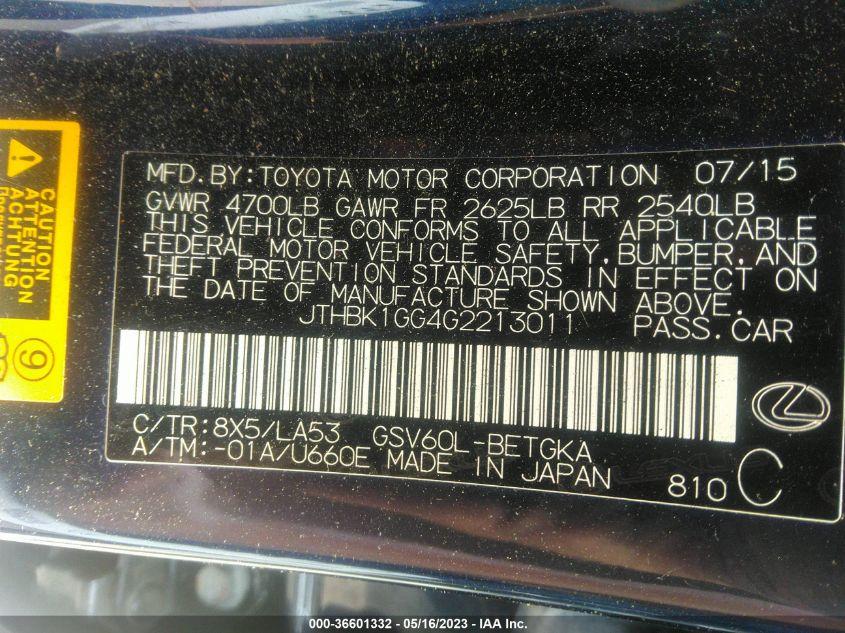 MFD.BY:TOYOTA MOTOR CORPORATION 07/15
GVWR 4700LB GAWR FR 2625LB RR 2540LB
THIS VEHICLE CONFORMS TO ALL APPLICABLE
FEDERAL MOTOR VEHICLE SAFETY,BUMPER,AND
THEFT PREVENTION STANDARDS IN EFFECT ON
THE DATE OF MANUFACTURE SHOWN ABOVE.
JTHBK1GG4G2213011 PASS.CAR
C/TR:8X5/LA53 GSV60L-BETGKA
A/TM:-01A/U660E MADE IN JAPAN
810 C
CAUTION
ATTENTION
ACHTUNG
9
000-36601332 - 05/16/2023 - IAA Inc.